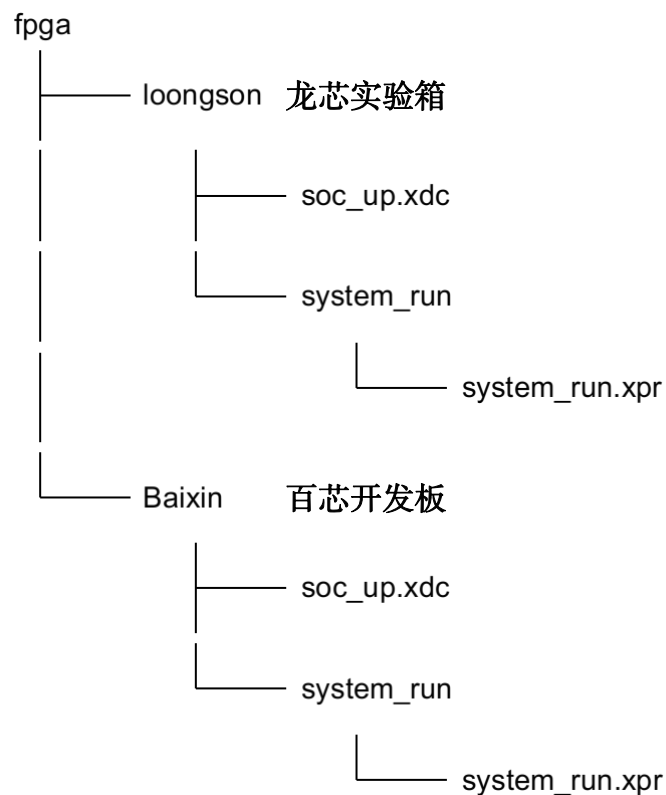 fpga
loongson 龙芯实验箱
soc_up.xdc
system_run
system_run.xpr
Baixin 百芯开发板
soc_up.xdc
system_run
system_run.xpr